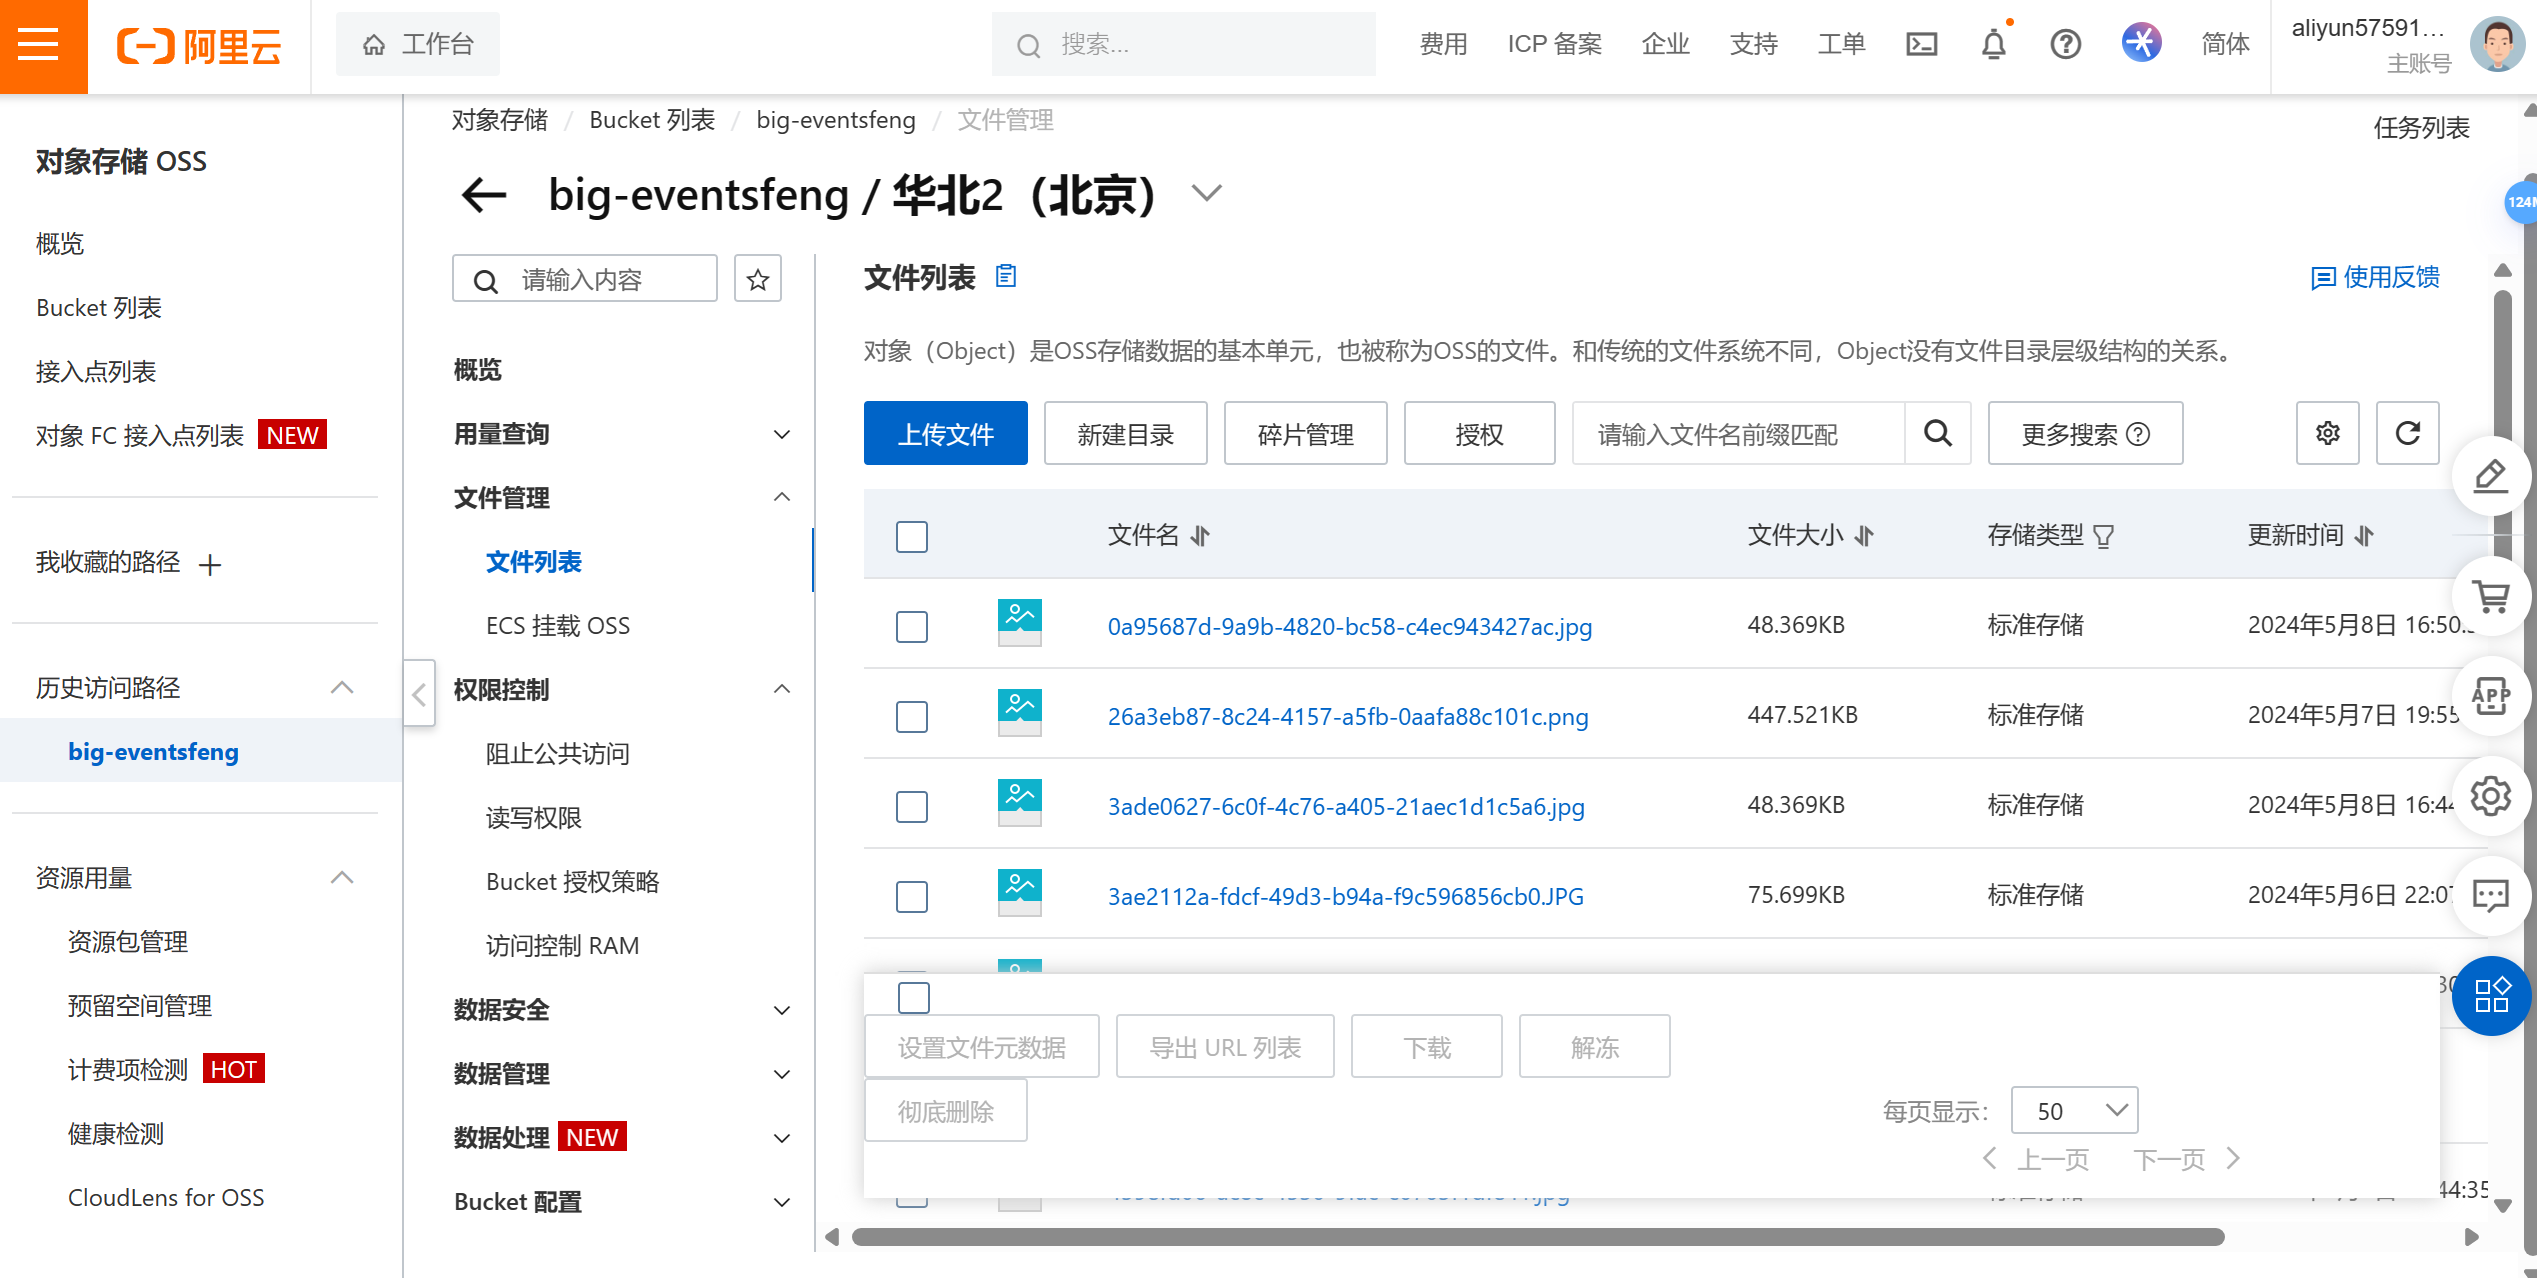 阿里云
工作台
搜索...
费用
ICP 备案
企业
支持
工单
简体
aliyun57591...
主账号
对象存储 / Bucket 列表 / big-eventsfeng / 文件管理
任务列表
对象存储 OSS
概览
Bucket 列表
接入点列表
对象 FC 接入点列表 NEW
我收藏的路径
历史访问路径
big-eventsfeng
资源用量
资源包管理
预留空间管理
计费项检测 HOT
健康检测
CloudLens for OSS
big-eventsfeng / 华北2（北京）
124M
请输入内容
概览
用量查询
文件管理
文件列表
ECS 挂载 OSS
权限控制
阻止公共访问
读写权限
Bucket 授权策略
访问控制 RAM
数据安全
数据管理
数据处理 NEW
Bucket 配置
文件列表
使用反馈
对象（Object）是OSS存储数据的基本单元，也被称为OSS的文件。和传统的文件系统不同，Object没有文件目录层级结构的关系。
上传文件
新建目录
碎片管理
授权
请输入文件名前缀匹配
更多搜索
文件名 文件大小 存储类型 更新时间
0a95687d-9a9b-4820-bc58-c4ec943427ac.jpg 48.369KB 标准存储 2024年5月8日 16:50:
26a3eb87-8c24-4157-a5fb-0aafa88c101c.png 447.521KB 标准存储 2024年5月7日 19:55
3ade0627-6c0f-4c76-a405-21aec1d1c5a6.jpg 48.369KB 标准存储 2024年5月8日 16:44
3ae2112a-fdcf-49d3-b94a-f9c596856cb0.JPG 75.699KB 标准存储 2024年5月6日 22:07
APP
设置文件元数据
导出 URL 列表
下载
解冻
彻底删除
每页显示：
50
上一页
下一页
44:35